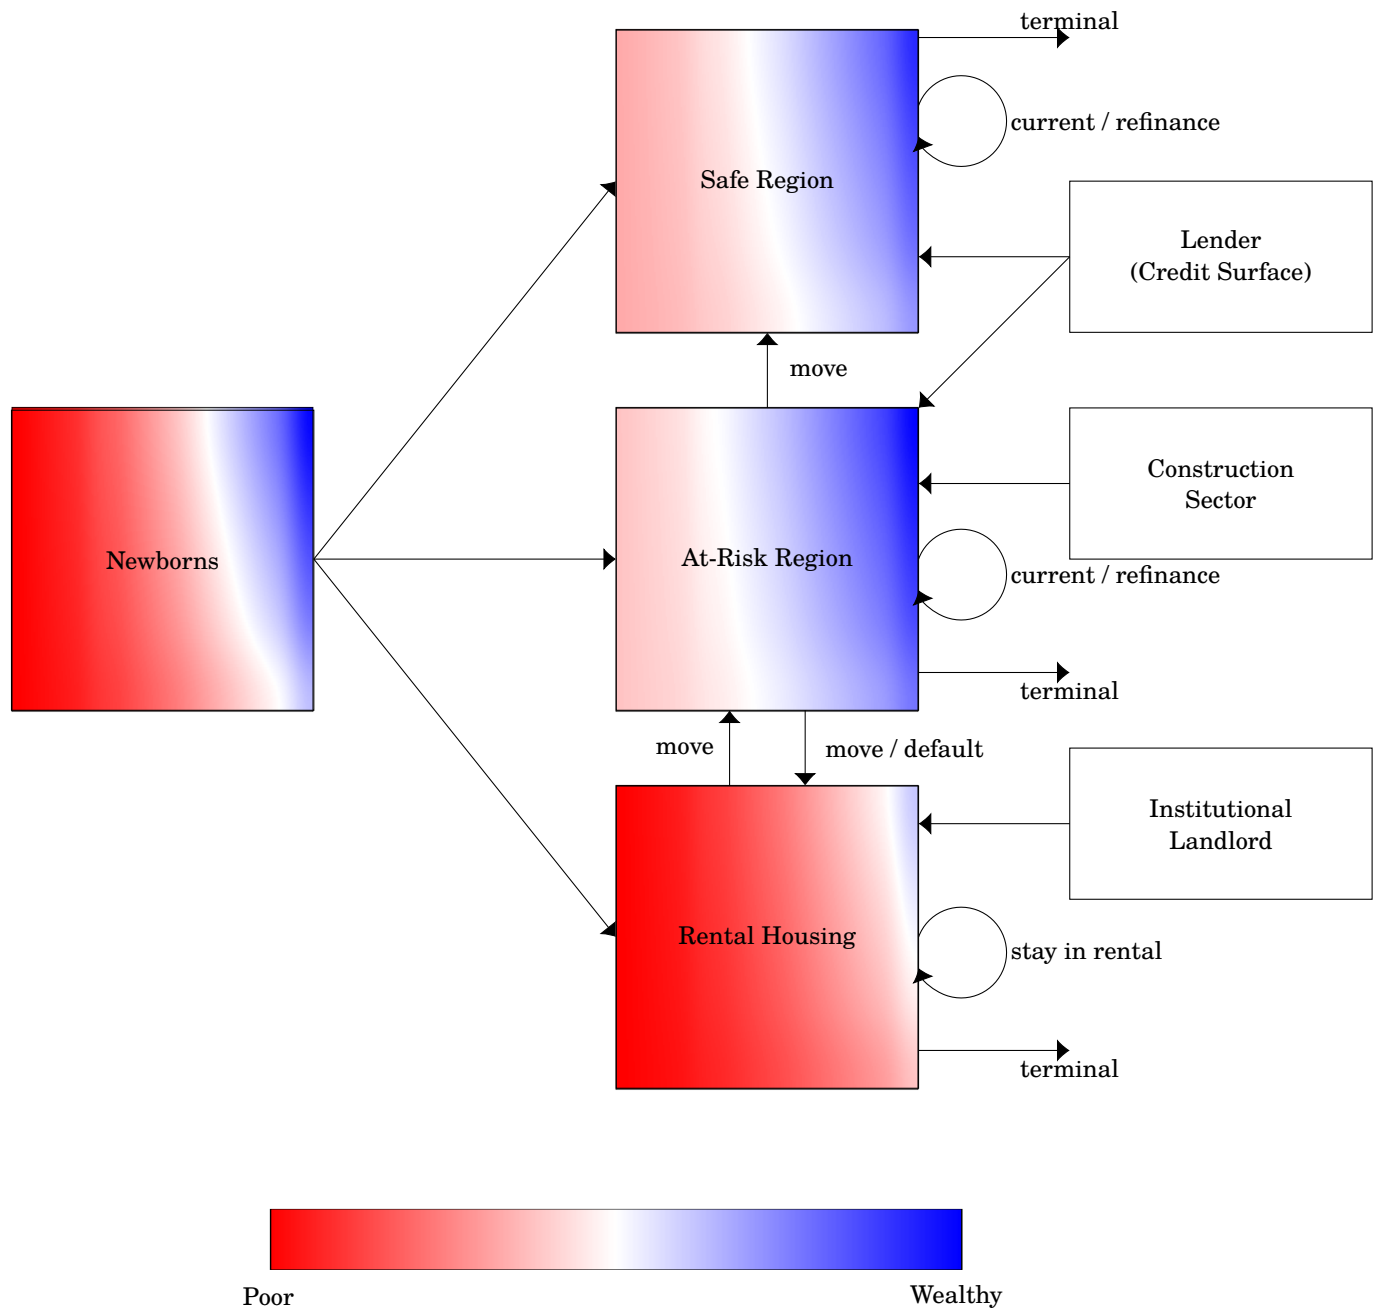 terminal
current / refinance
Safe Region
Lender
(Credit Surface)
move
Newborns
At-Risk Region
Construction
Sector
current / refinance
terminal
move
move / default
Institutional
Landlord
Rental Housing
stay in rental
terminal
Poor
Wealthy